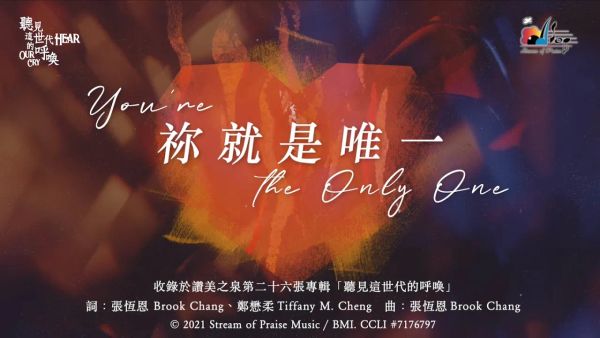 聽見
這世代
的呼喚
HEAR
OUR
CRY
Stream of Praise
You're
祢就是唯一
the Only One
收錄於讚美之泉第二十六張專輯「聽見這世代的呼喚」
詞：張恆恩 Brook Chang、鄭懋柔 Tiffany M. Cheng　曲：張恆恩 Brook Chang
© 2021 Stream of Praise Music / BMI. CCLI #7176797